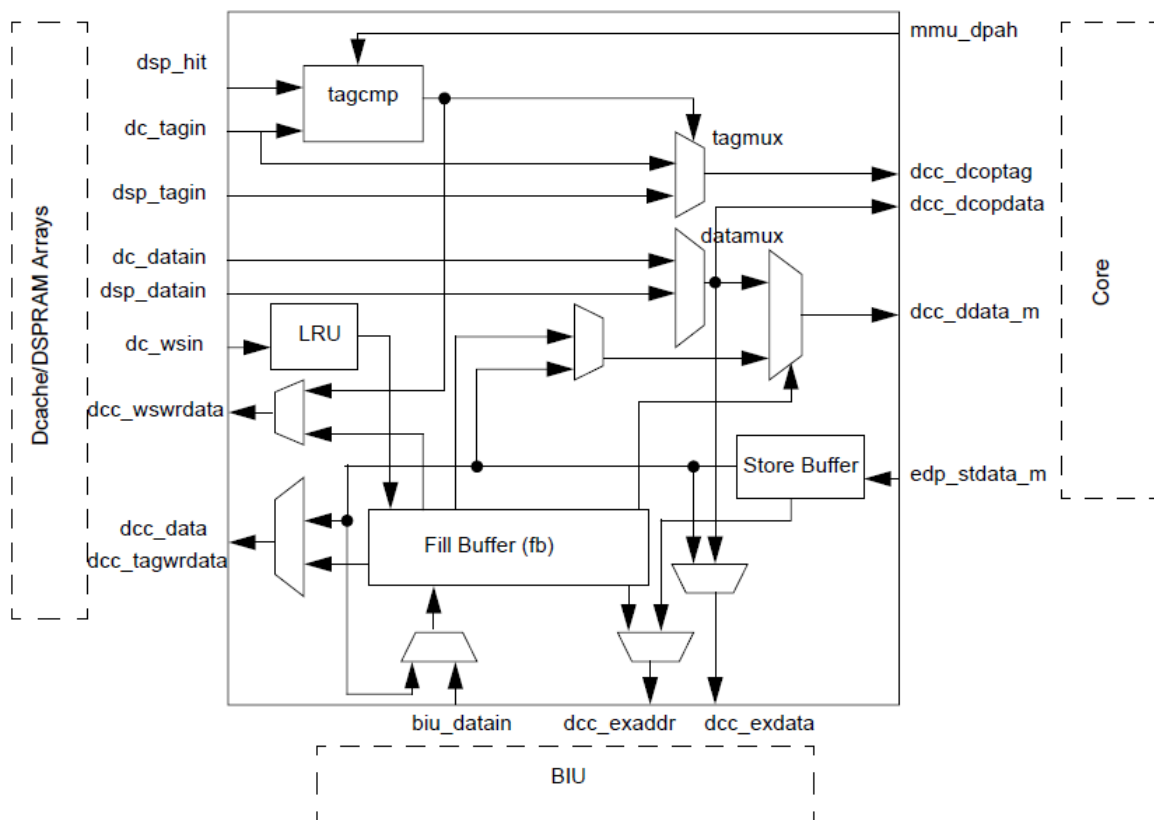 mmu_dpah
dsp_hit
tagcmp
dc_tagin
tagmux
dcc_dcoptag
dsp_tagin
dcc_dcopdata
datamux
dc_datain
dsp_datain
dcc_ddata_m
LRU
dc_wsin
dcc_wswrdata
Store Buffer
edp_stdata_m
dcc_data
Fill Buffer (fb)
dcc_tagwrdata
biu_datain
dcc_exaddr
dcc_exdata
BIU
Dcache/DSPRAM Arrays
Core